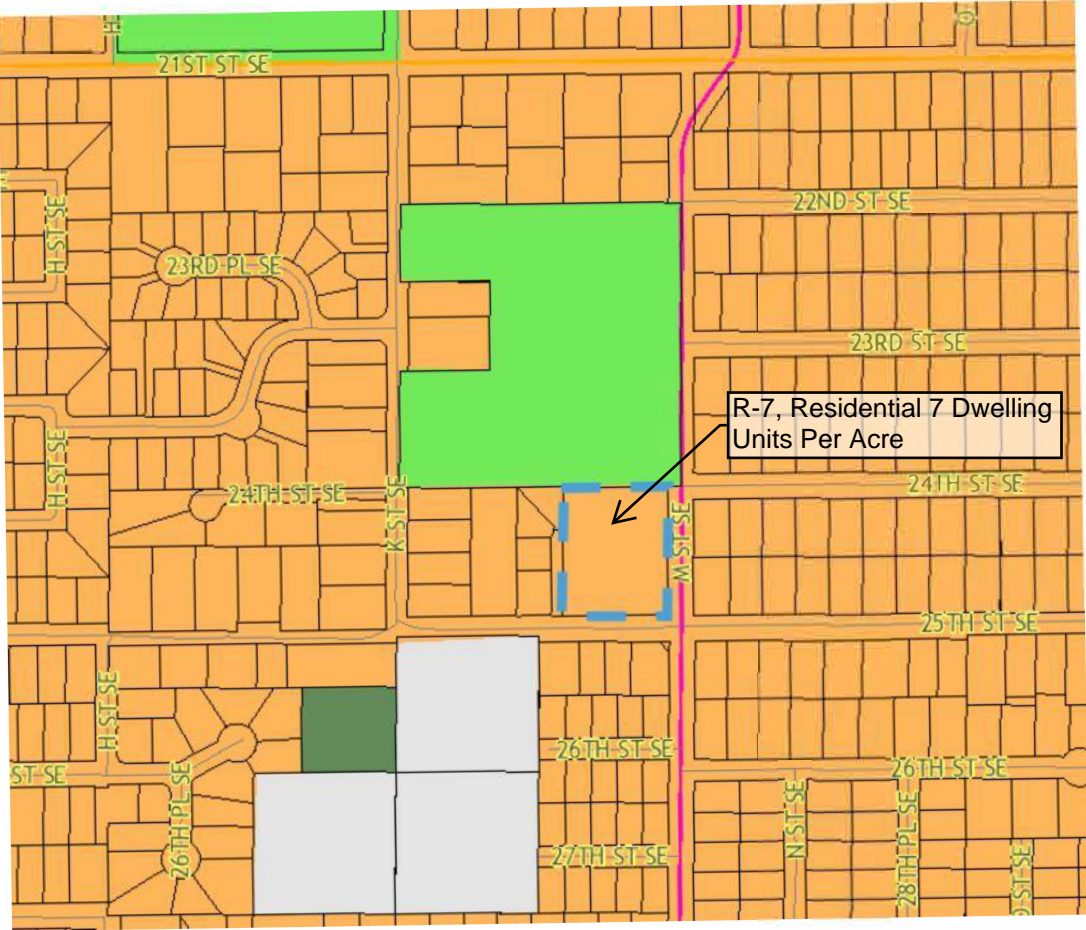 H
O
21ST ST SE
22ND ST SE
H ST SE
23RD PL SE
23RD ST SE
R-7, Residential 7 Dwelling
Units Per Acre
H ST SE
24TH ST SE
K ST SE
24TH ST SE
M ST SE
25TH ST SE
H ST SE
26TH ST SE
ST SE
26TH ST SE
26TH PL SE
N ST SE
28TH PL SE
27TH ST SE
O ST SE